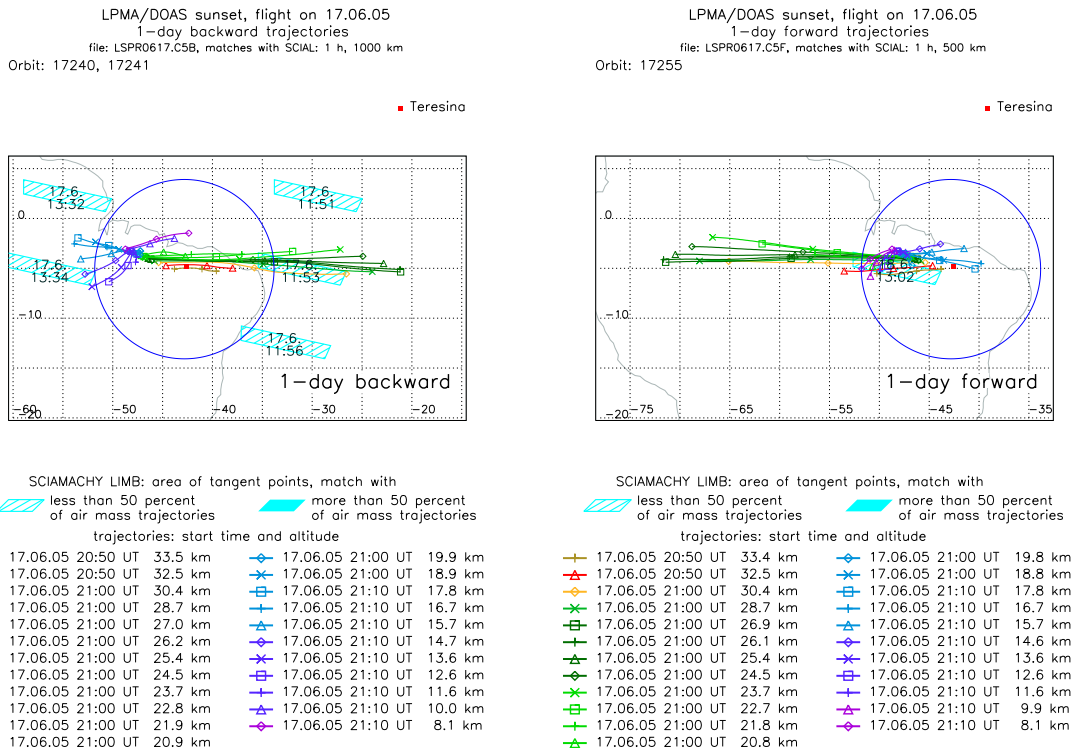 LPMA/DOAS sunset, flight on 17.06.05
1-day backward trajectories
file: LSPR0617.C5B, matches with SCIAL: 1 h, 1000 km
Orbit: 17240, 17241
Teresina
17.6. 13:32
17.6. 11:51
0
17.6. 13:34
17.6. 11:53
-10
17.6. 11:56
1-day backward
-20
-60 -50 -40 -30 -20
SCIAMACHY LIMB: area of tangent points, match with
less than 50 percent of air mass trajectories
more than 50 percent of air mass trajectories
trajectories: start time and altitude
17.06.05 20:50 UT 33.5 km
17.06.05 20:50 UT 32.5 km
17.06.05 21:00 UT 30.4 km
17.06.05 21:00 UT 28.7 km
17.06.05 21:00 UT 27.0 km
17.06.05 21:00 UT 26.2 km
17.06.05 21:00 UT 25.4 km
17.06.05 21:00 UT 24.5 km
17.06.05 21:00 UT 23.7 km
17.06.05 21:00 UT 22.8 km
17.06.05 21:00 UT 21.9 km
17.06.05 21:00 UT 20.9 km
17.06.05 21:00 UT 19.9 km
17.06.05 21:00 UT 18.9 km
17.06.05 21:10 UT 17.8 km
17.06.05 21:10 UT 16.7 km
17.06.05 21:10 UT 15.7 km
17.06.05 21:10 UT 14.7 km
17.06.05 21:10 UT 13.6 km
17.06.05 21:10 UT 12.6 km
17.06.05 21:10 UT 11.6 km
17.06.05 21:10 UT 10.0 km
17.06.05 21:10 UT 8.1 km
LPMA/DOAS sunset, flight on 17.06.05
1-day forward trajectories
file: LSPR0617.C5F, matches with SCIAL: 1 h, 500 km
Orbit: 17255
Teresina
0
18.6. 13:02
-10
1-day forward
-20
-75 -65 -55 -45 -35
SCIAMACHY LIMB: area of tangent points, match with
less than 50 percent of air mass trajectories
more than 50 percent of air mass trajectories
trajectories: start time and altitude
17.06.05 20:50 UT 33.4 km
17.06.05 20:50 UT 32.5 km
17.06.05 21:00 UT 30.4 km
17.06.05 21:00 UT 28.7 km
17.06.05 21:00 UT 26.9 km
17.06.05 21:00 UT 26.1 km
17.06.05 21:00 UT 25.4 km
17.06.05 21:00 UT 24.5 km
17.06.05 21:00 UT 23.7 km
17.06.05 21:00 UT 22.7 km
17.06.05 21:00 UT 21.8 km
17.06.05 21:00 UT 20.8 km
17.06.05 21:00 UT 19.8 km
17.06.05 21:00 UT 18.8 km
17.06.05 21:10 UT 17.8 km
17.06.05 21:10 UT 16.7 km
17.06.05 21:10 UT 15.7 km
17.06.05 21:10 UT 14.6 km
17.06.05 21:10 UT 13.6 km
17.06.05 21:10 UT 12.6 km
17.06.05 21:10 UT 11.6 km
17.06.05 21:10 UT 9.9 km
17.06.05 21:10 UT 8.1 km